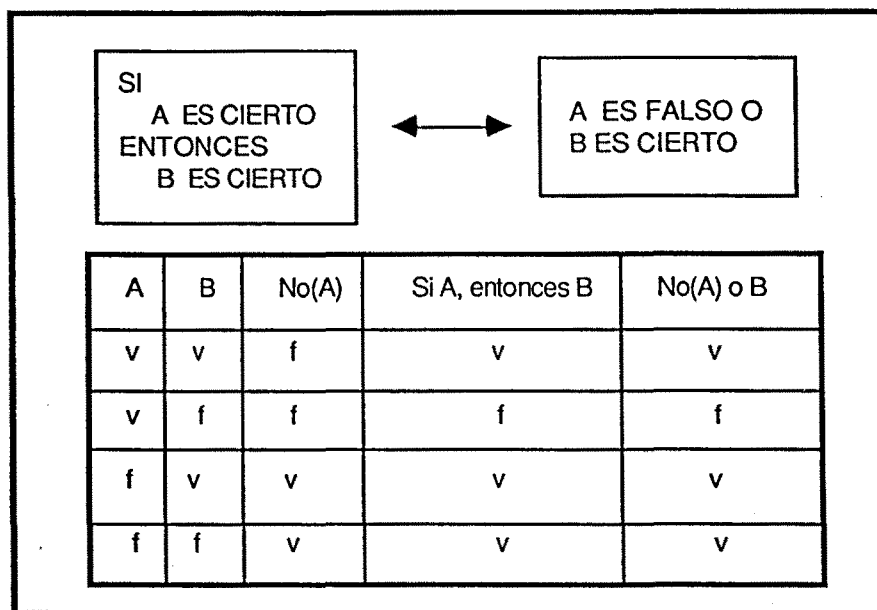 SI
A ES CIERTO
ENTONCES
B ES CIERTO
A ES FALSO O
B ES CIERTO
A B No(A) Si A, entonces B No(A) o B
v v f v v
v f f f f
f v v v v
f f v v v